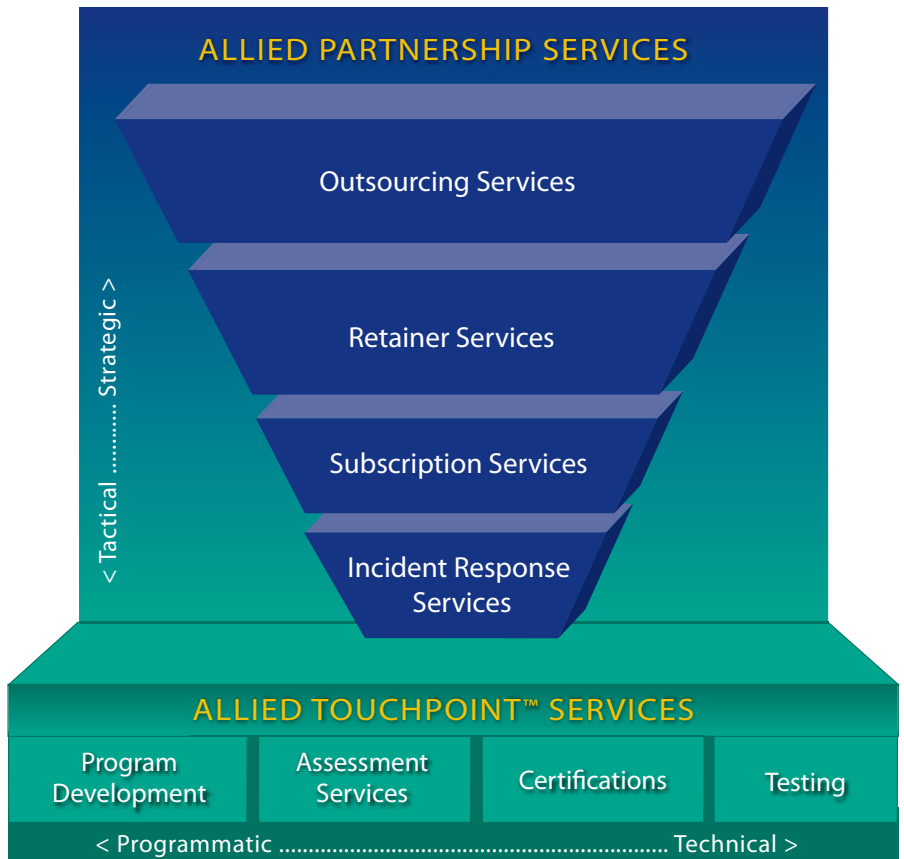 ALLIED PARTNERSHIP SERVICES
Outsourcing Services
Retainer Services
Subscription Services
Incident Response
Services
< Tactical ............ Strategic >
ALLIED TOUCHPOINT™ SERVICES
Program
Development
Assessment
Services
Certifications
Testing
< Programmatic ................................................................... Technical >